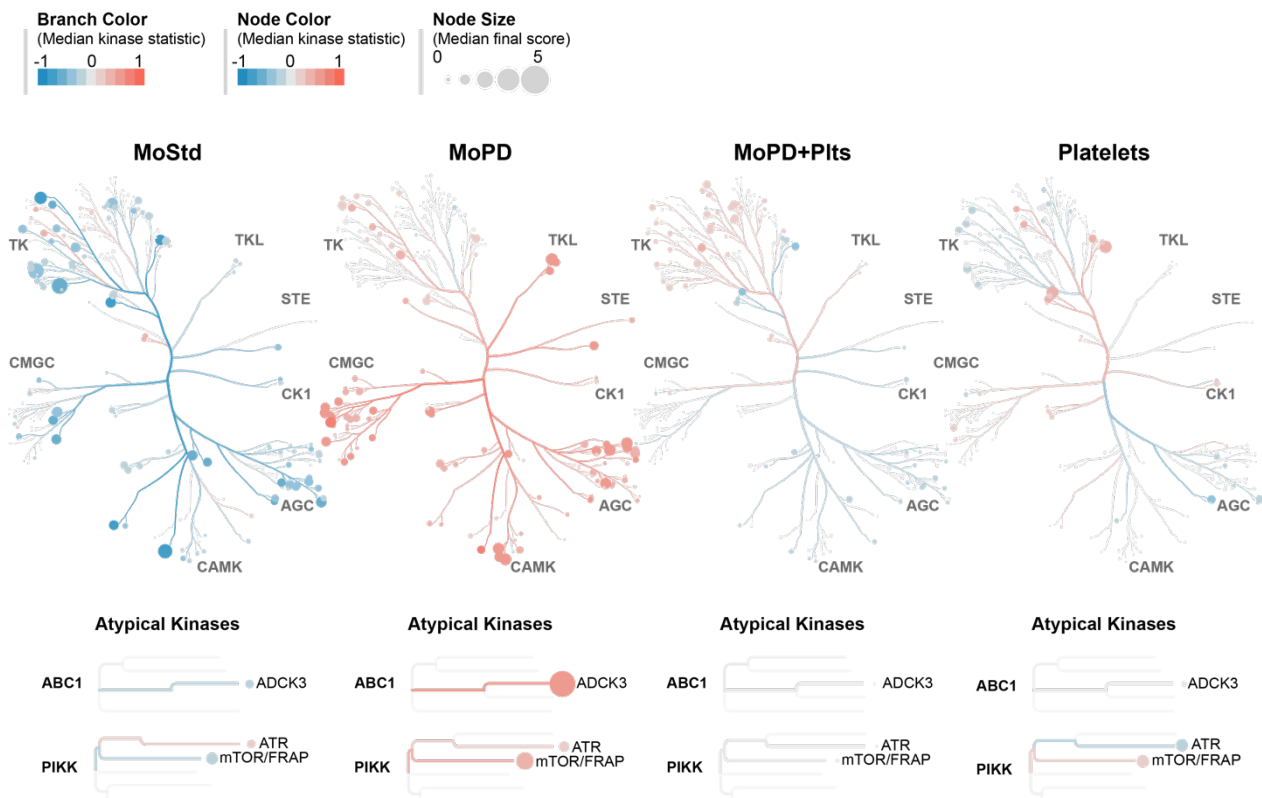 Branch Color Node Color Node Size
(Median kinase statistic) (Median kinase statistic) (Median final score)
-1 0 1 -1 0 1 0 5
MoStd MoPD MoPD+Plts Platelets
TK TKL TK TKL TK TKL TK TKL
STE STE STE STE
CMGC CMGC CMGC CMGC
CK1 CK1 CK1 CK1
AGC AGC AGC AGC
CAMK CAMK CAMK CAMK
Atypical Kinases Atypical Kinases Atypical Kinases Atypical Kinases
ABC1 ADCK3 ABC1 ADCK3 ABC1 ADCK3 ABC1 ADCK3
ATR ATR ATR ATR
PIKK mTOR/FRAP PIKK mTOR/FRAP PIKK mTOR/FRAP PIKK mTOR/FRAP